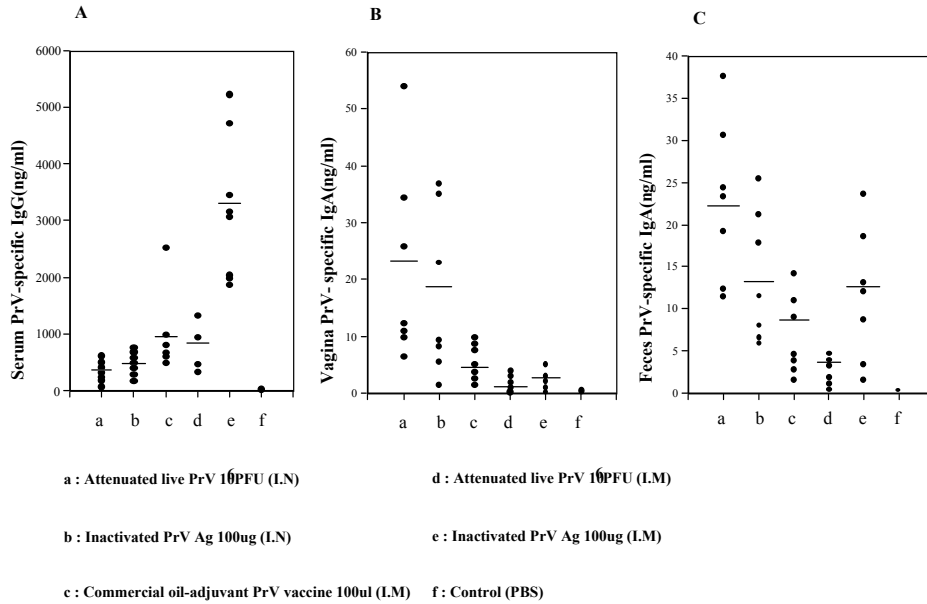 A
B
C
Serum PrV-specific IgG(ng/ml)
6000
5000
4000
3000
2000
1000
0
a b c d e f
Vagina PrV- specific IgA(ng/ml)
60
50
40
30
20
10
0
a b c d e f
Feces PrV-specific IgA(ng/ml)
40
35
30
25
20
15
10
5
0
a b c d e f
a : Attenuated live PrV 10⁶PFU (I.N)
d : Attenuated live PrV 10⁶PFU (I.M)
b : Inactivated PrV Ag 100ug (I.N)
e : Inactivated PrV Ag 100ug (I.M)
c : Commercial oil-adjuvant PrV vaccine 100ul (I.M)
f : Control (PBS)